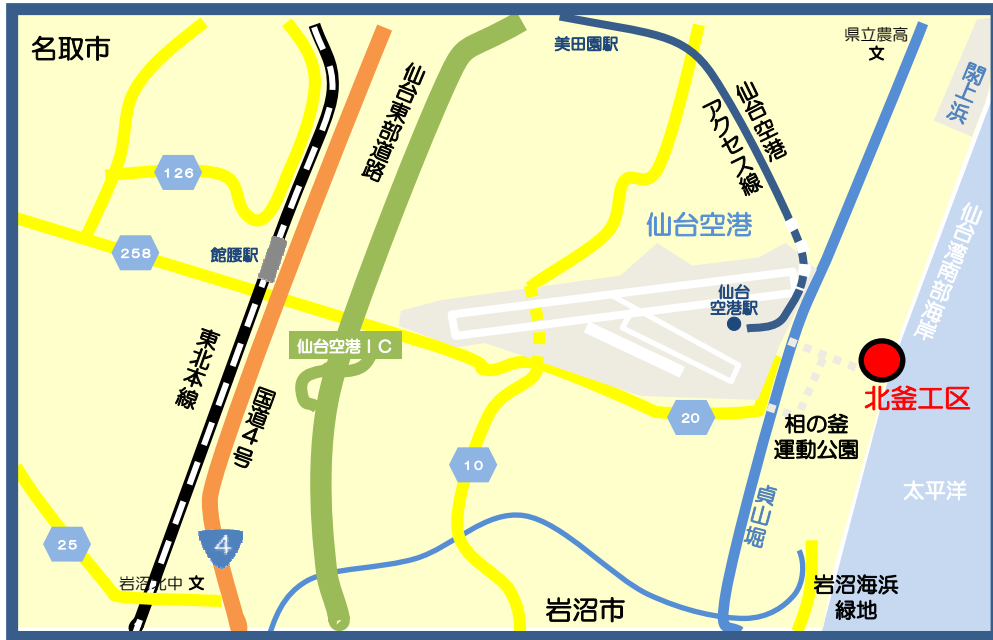 名取市
美田園駅
県立農高
文
閖上浜
仙台東部道路
仙台空港
アクセス線
126
仙台空港
仙台湾南部海岸
258
館腰駅
仙台
空港駅
仙台空港IC
東北本線
国道4号
北釜工区
20
相の釜
運動公園
10
太平洋
貞山堀
25
4
岩沼北中 文
岩沼市
岩沼海浜
緑地